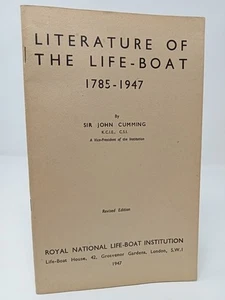 LITERATURE OF
THE LIFE-BOAT
1785-1947
By
SIR JOHN CUMMING
K.C.I.E., C.S.I.
A Vice-President of the Institution
Revised Edition
ROYAL NATIONAL LIFE-BOAT INSTITUTION
Life-Boat House, 42, Grosvenor Gardens, London, S.W.1
1947